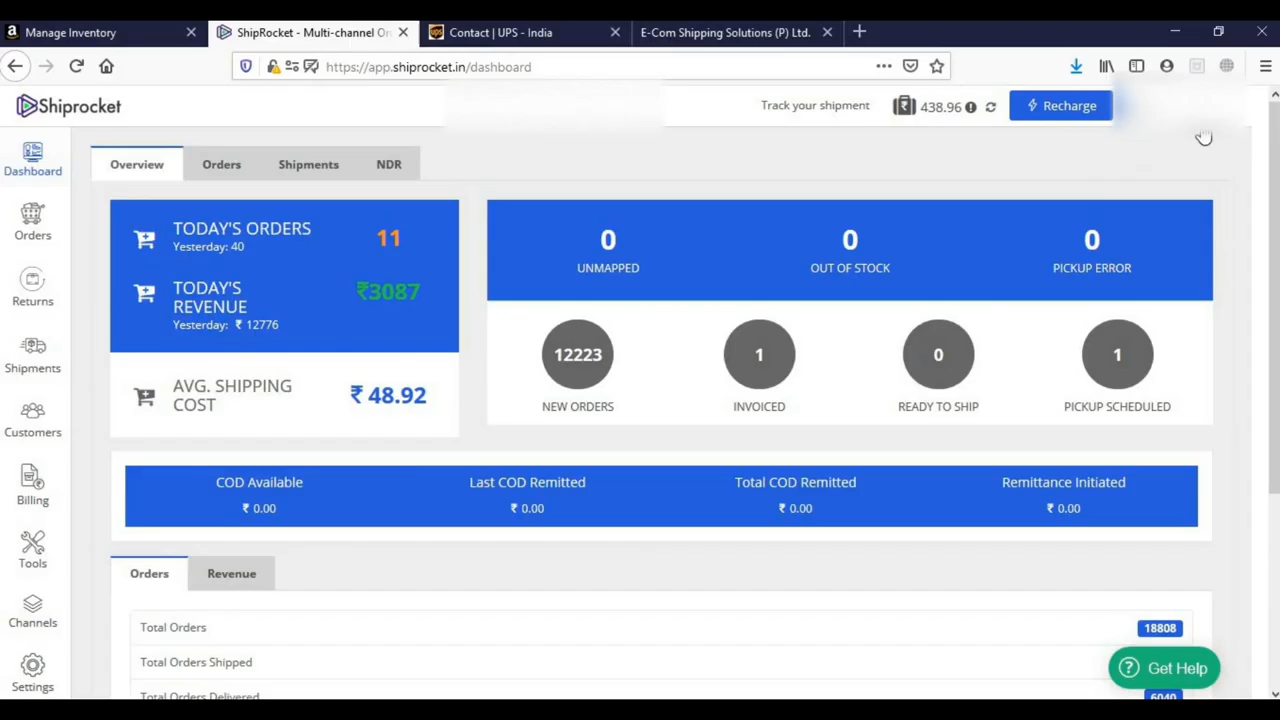 Manage Inventory
ShipRocket - Multi-channel Or
Contact | UPS - India
E-Com Shipping Solutions (P) Ltd.
https://app.shiprocket.in/dashboard
Shiprocket
Track your shipment
438.96
Recharge
Dashboard
Orders
Returns
Shipments
Customers
Billing
Tools
Channels
Settings
Overview
Orders
Shipments
NDR
TODAY'S ORDERS
Yesterday: 40
11
TODAY'S
REVENUE
Yesterday: ₹ 12776
₹3087
AVG. SHIPPING
COST
₹ 48.92
0
UNMAPPED
0
OUT OF STOCK
0
PICKUP ERROR
12223
NEW ORDERS
1
INVOICED
0
READY TO SHIP
1
PICKUP SCHEDULED
COD Available
₹ 0.00
Last COD Remitted
₹ 0.00
Total COD Remitted
₹ 0.00
Remittance Initiated
₹ 0.00
Orders
Revenue
Total Orders
18808
Total Orders Shipped
Total Orders Delivered
6040
Get Help